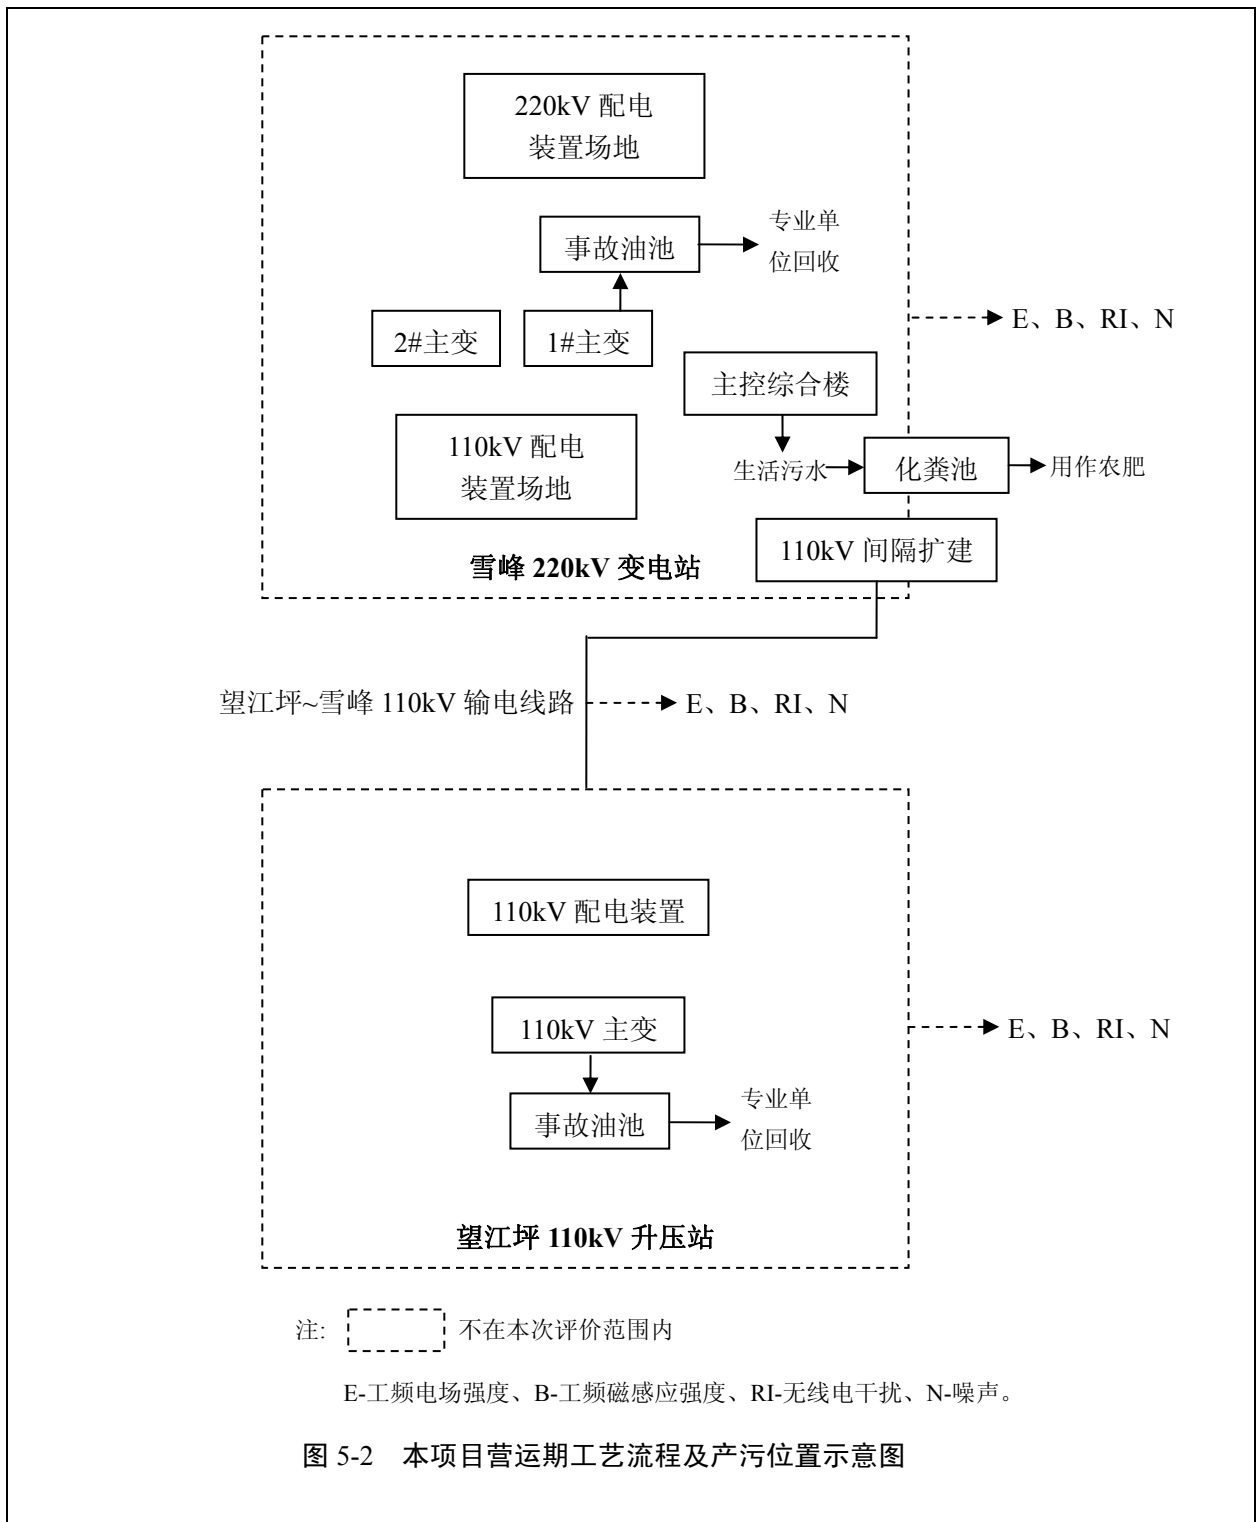 220kV 配电
装置场地
事故油池
专业单
位回收
2#主变
1#主变
E、B、RI、N
主控综合楼
110kV 配电
装置场地
生活污水
化粪池
用作农肥
110kV 间隔扩建
雪峰 220kV 变电站
望江坪~雪峰 110kV 输电线路
E、B、RI、N
110kV 配电装置
110kV 主变
E、B、RI、N
事故油池
专业单
位回收
望江坪 110kV 升压站
注:
不在本次评价范围内
E-工频电场强度、B-工频磁感应强度、RI-无线电干扰、N-噪声。
图 5-2 本项目营运期工艺流程及产污位置示意图